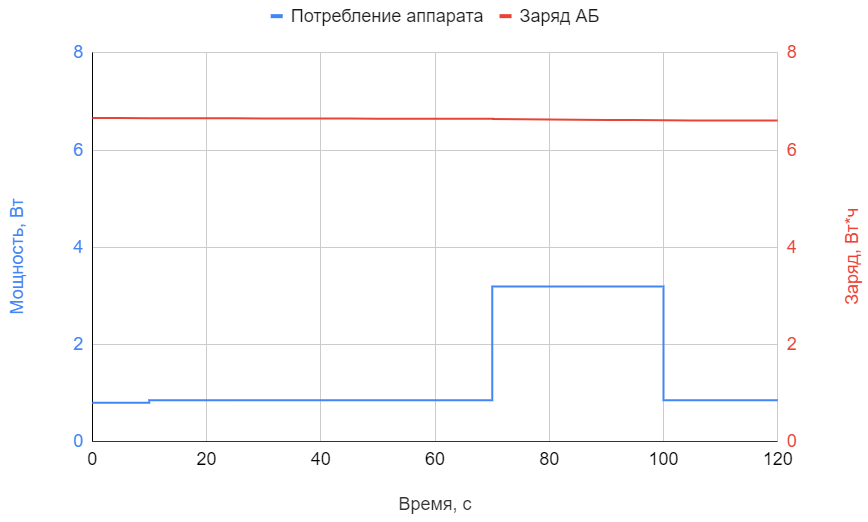 Потребление аппарата Заряд АБ
8 8
6 6
4 4
2 2
0 0
0 20 40 60 80 100 120
Время, с
Мощность, Вт
Заряд, Вт*ч